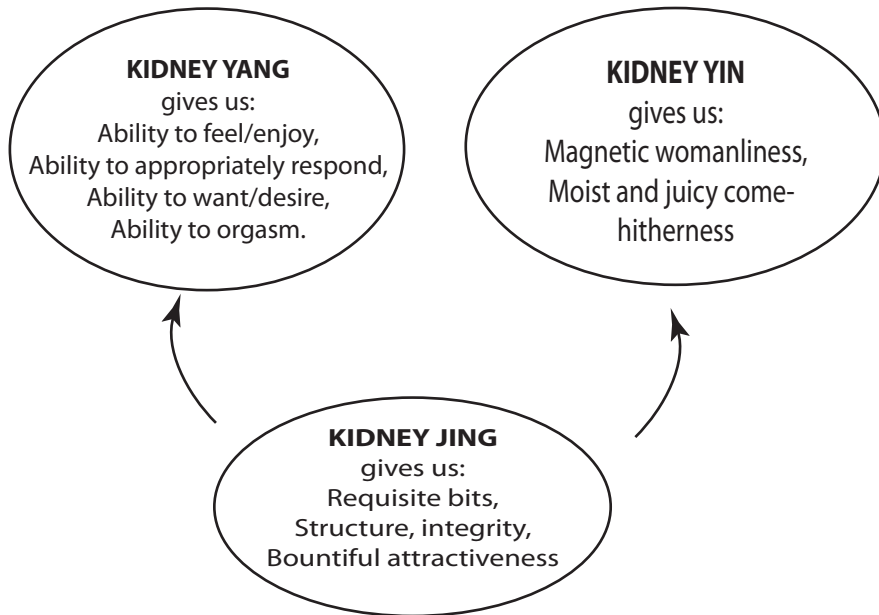 KIDNEY YANG
gives us:
Ability to feel/enjoy,
Ability to appropriately respond,
Ability to want/desire,
Ability to orgasm.
KIDNEY YIN
gives us:
Magnetic womanliness,
Moist and juicy come-
hitherness
KIDNEY JING
gives us:
Requisite bits,
Structure, integrity,
Bountiful attractiveness